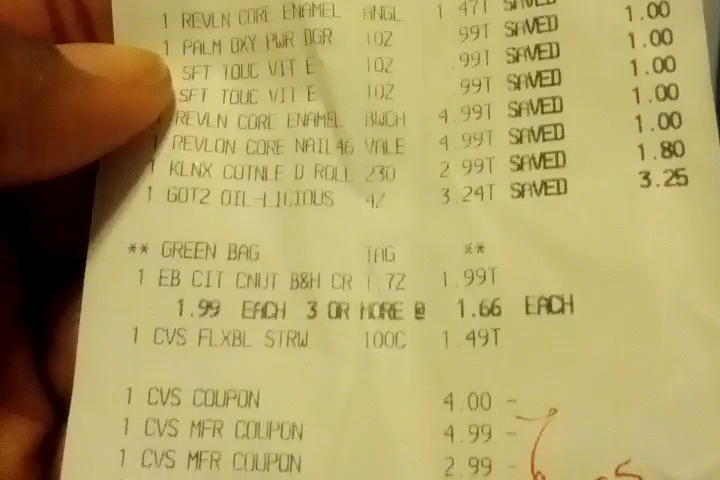 1 REVLN CORE ENAMEL ANGL 1.47T SAVED 1.00
1 PALM OXY PWR DGR 10Z .99T SAVED 1.00
SFT TOUC VIT E 10Z .99T SAVED 1.00
SFT TOUC VIT E 10Z .99T SAVED 1.00
REVLN CORE ENAMEL BWCH 4.99T SAVED 1.00
1 REVLON CORE NAIL46 VALE 4.99T SAVED 1.80
1 KLNX COTNLE D ROLL 230 2.99T SAVED 3.25
1 GOT2 OIL-LICIOUS 4Z 3.24T SAVED
** GREEN BAG TAG **
1 EB CIT CNUT B&H CR 1.7Z 1.99T
1.99 EACH 3 OR MORE @ 1.66 EACH
1 CVS FLXBL STRW 100C 1.49T
1 CVS COUPON 4.00 -
1 CVS MFR COUPON 4.99 -
1 CVS MFR COUPON 2.99 -